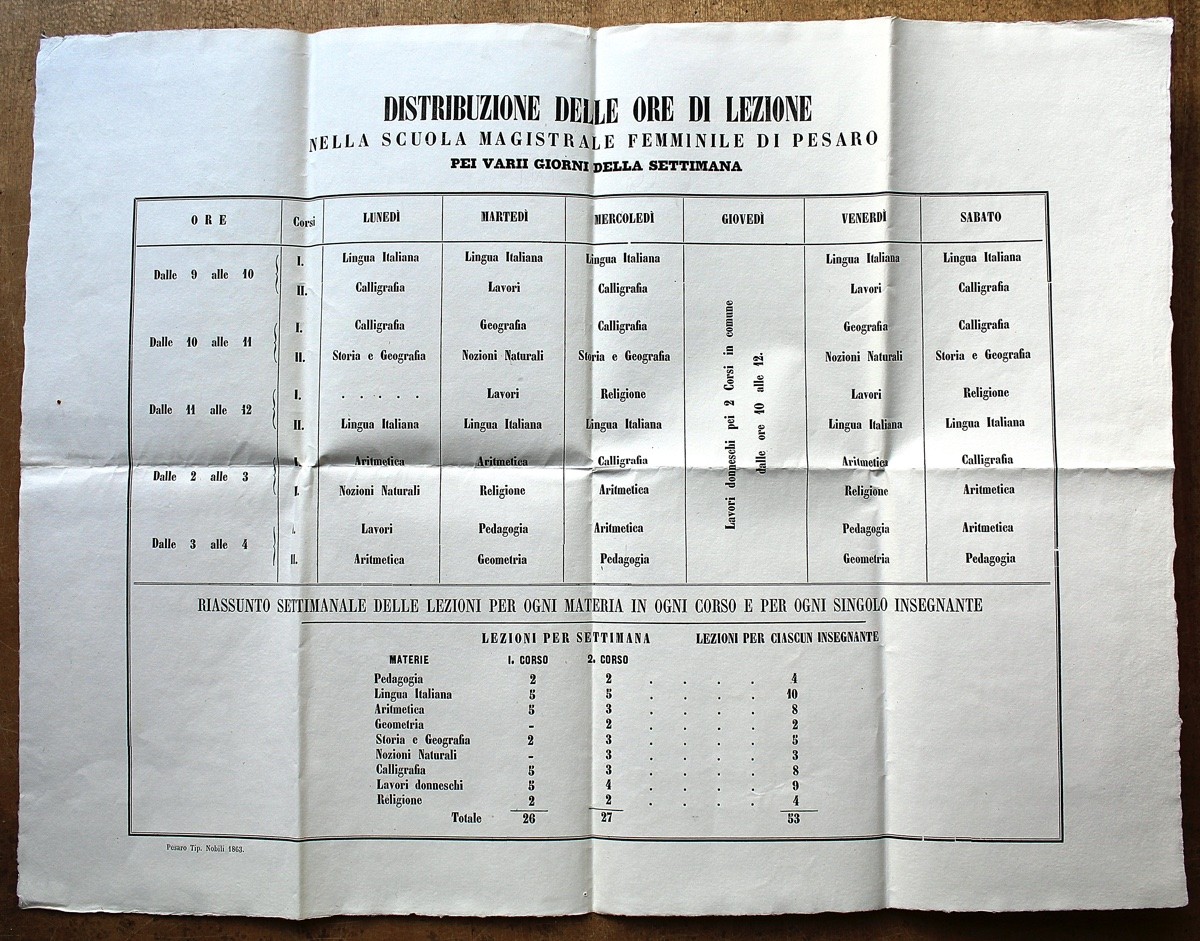 DISTRIBUZIONE DELLE ORE DI LEZIONE
NELLA SCUOLA MAGISTRALE FEMMINILE DI PESARO
PEI VARII GIORNI DELLA SETTIMANA
ORE Corsi LUNEDÌ MARTEDÌ MERCOLEDÌ GIOVEDÌ VENERDÌ SABATO
Dalle 9 alle 10
I. Lingua Italiana Lingua Italiana Lingua Italiana Lingua Italiana Lingua Italiana
II. Calligrafia Lavori Calligrafia Lavori Calligrafia
Dalle 10 alle 11
I. Calligrafia Geografia Calligrafia Geografia Calligrafia
II. Storia e Geografia Nozioni Naturali Storia e Geografia Nozioni Naturali Storia e Geografia
Dalle 11 alle 12
I. . . . . . Lavori Religione Lavori Religione
II. Lingua Italiana Lingua Italiana Lingua Italiana Lingua Italiana Lingua Italiana
Dalle 2 alle 3
I. Aritmetica Aritmetica Calligrafia Aritmetica Calligrafia
I. Nozioni Naturali Religione Aritmetica Religione Aritmetica
Dalle 3 alle 4
I. Lavori Pedagogia Aritmetica Pedagogia Aritmetica
II. Aritmetica Geometria Pedagogia Geometria Pedagogia
Lavori donneschi pei 2 Corsi in comune
dalle ore 10 alle 12.
RIASSUNTO SETTIMANALE DELLE LEZIONI PER OGNI MATERIA IN OGNI CORSO E PER OGNI SINGOLO INSEGNANTE
LEZIONI PER SETTIMANA LEZIONI PER CIASCUN INSEGNANTE
MATERIE 1. CORSO 2. CORSO
Pedagogia 2 2 . . . . 4
Lingua Italiana 5 5 . . . . 10
Aritmetica 5 3 . . . . 8
Geometria - 2 . . . . 2
Storia e Geografia 2 3 . . . . 5
Nozioni Naturali - 3 . . . . 3
Calligrafia 5 3 . . . . 8
Lavori donneschi 5 4 . . . . 9
Religione 2 2 . . . . 4
Totale 26 27 53
Pesaro Tip. Nobili 1863.